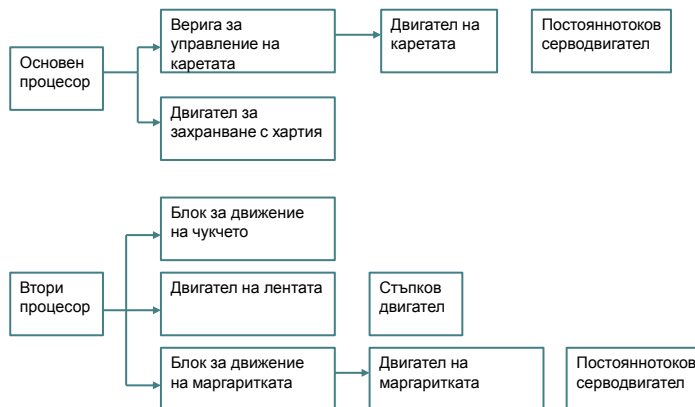 Основен
процесор
Верига за
управление на
каретата
Двигател на
каретата
Постояннотоков
серводвигател
Двигател за
захранване с хартия
Втори
процесор
Блок за движение
на чукчето
Двигател на лентата
Стъпков
двигател
Блок за движение
на маргаритката
Двигател на
маргаритката
Постояннотоков
серводвигател